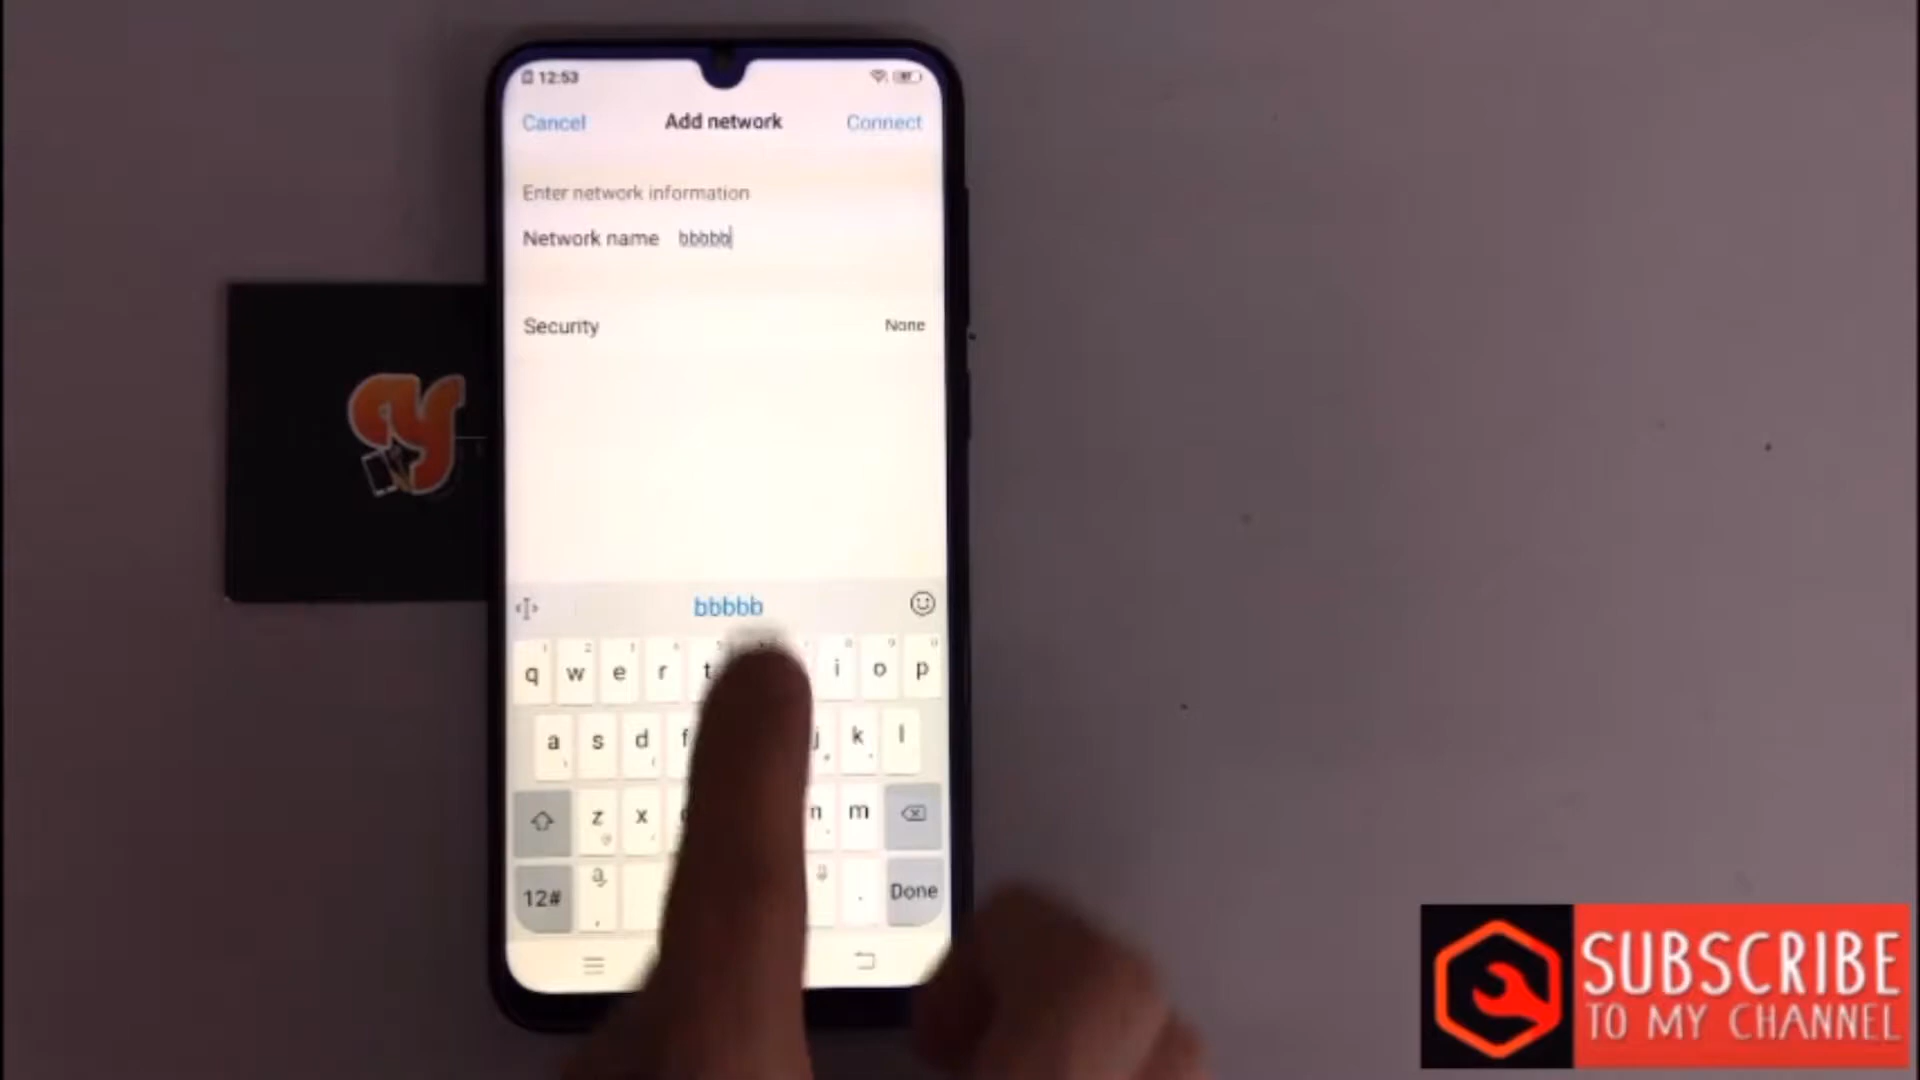 12:53
Cancel Add network Connect
Enter network information
Network name bbbbb
Security None
bbbbb
q w e r t i o p
a s d f j k l
z x n m
12# , . Done
SUBSCRIBE
TO MY CHANNEL